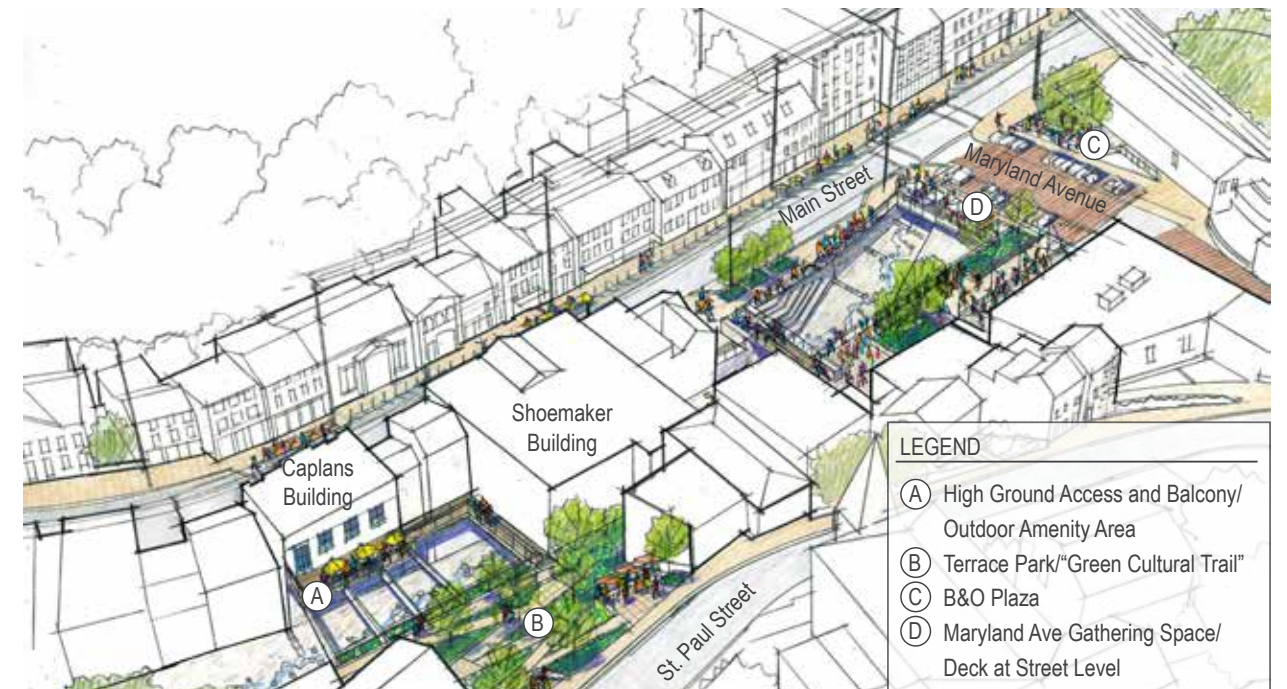 C
Maryland Avenue
Main Street
D
Shoemaker
Building
Caplans
Building
A
B
St. Paul Street
LEGEND
A High Ground Access and Balcony/
Outdoor Amenity Area
B Terrace Park/“Green Cultural Trail”
C B&O Plaza
D Maryland Ave Gathering Space/
Deck at Street Level